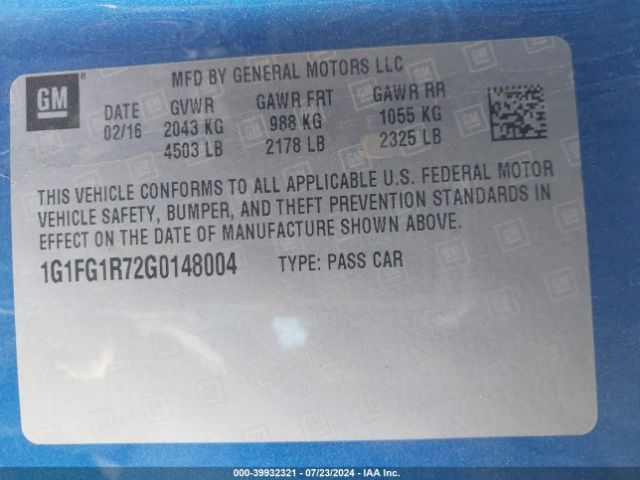 GM
MFD BY GENERAL MOTORS LLC
DATE GVWR GAWR FRT GAWR RR
02/16 2043 KG 988 KG 1055 KG
4503 LB 2178 LB 2325 LB
THIS VEHICLE CONFORMS TO ALL APPLICABLE U.S. FEDERAL MOTOR
VEHICLE SAFETY, BUMPER, AND THEFT PREVENTION STANDARDS IN
EFFECT ON THE DATE OF MANUFACTURE SHOWN ABOVE.
1G1FG1R72G0148004 TYPE: PASS CAR
000-39932321 - 07/23/2024 - IAA Inc.